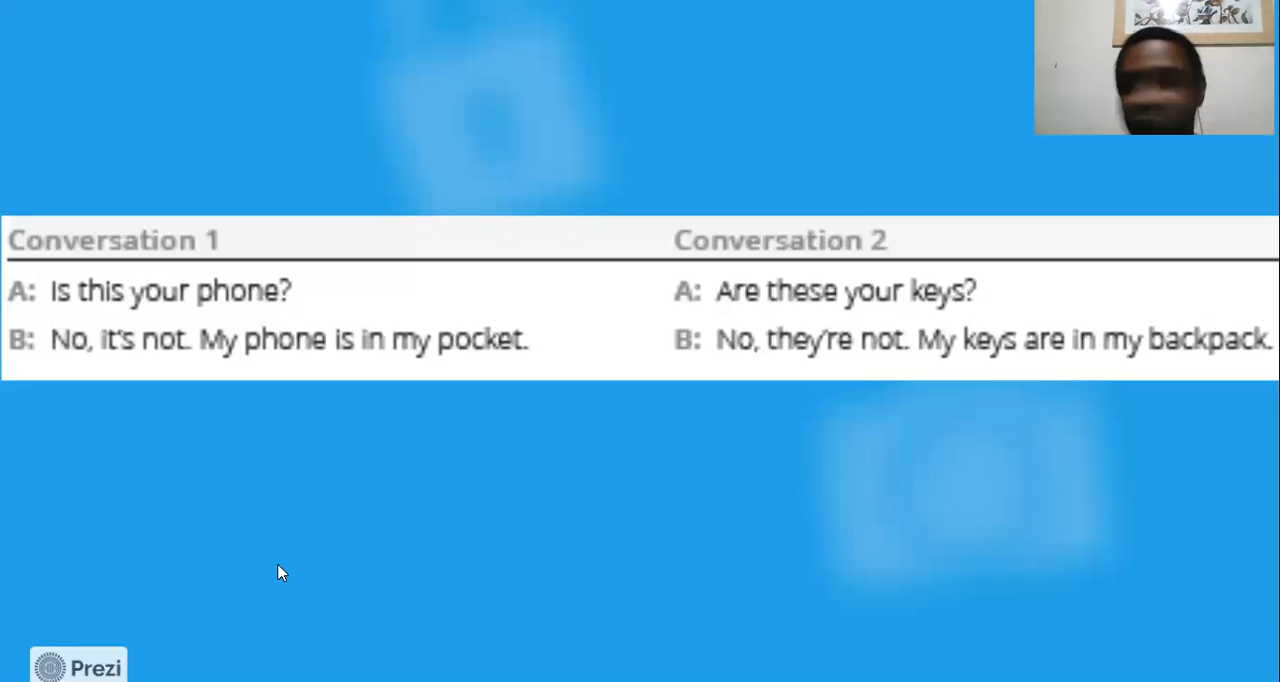 Conversation 1
A: Is this your phone?
B: No, it's not. My phone is in my pocket.
Conversation 2
A: Are these your keys?
B: No, they're not. My keys are in my backpack.
Prezi